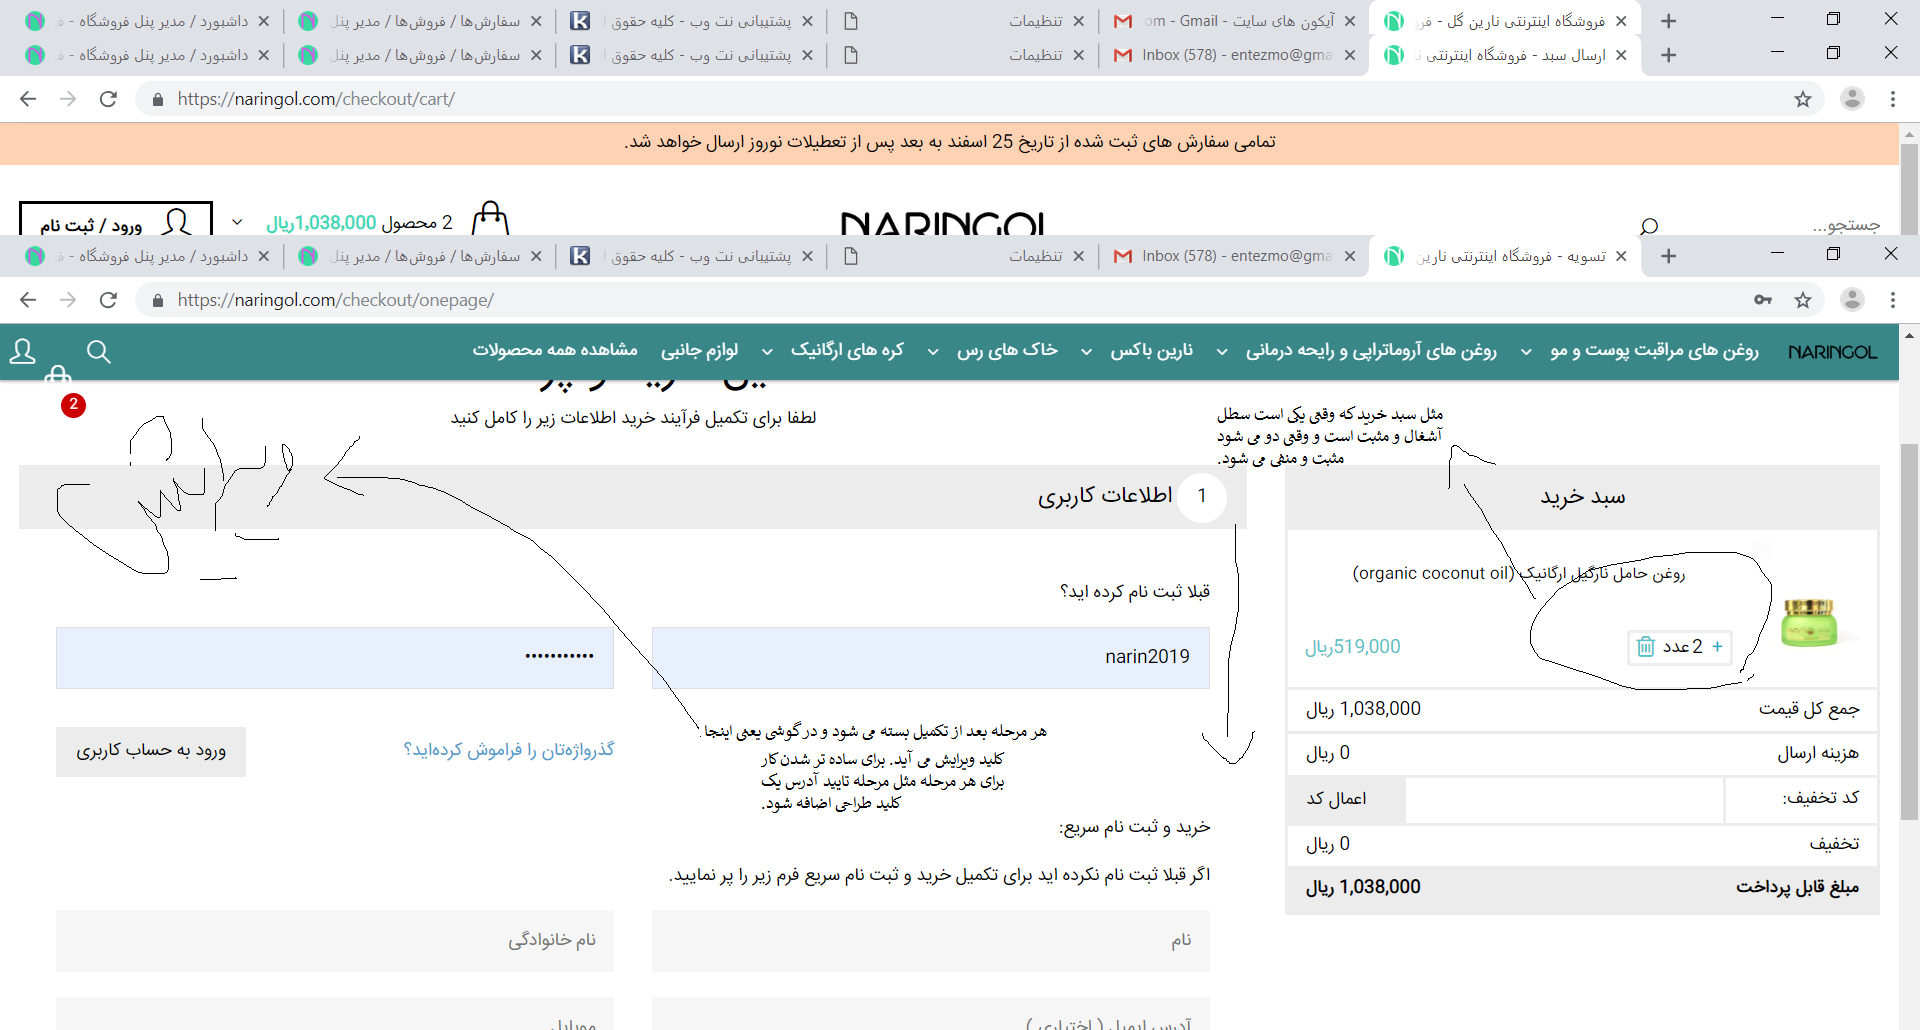 فروشگاه اینترنتی نارین گل - فرو
آیکون های سایت - om - Gmail
تنظیمات
پشتیبانی نت وب - کلیه حقوق
سفارش‌ها / فروش‌ها / مدیر پنل
داشبورد / مدیر پنل فروشگاه - ف
ارسال سبد - فروشگاه اینترنتی نا
Inbox (578) - entezmo@gma
تنظیمات
پشتیبانی نت وب - کلیه حقوق
سفارش‌ها / فروش‌ها / مدیر پنل
داشبورد / مدیر پنل فروشگاه - ف
https://naringol.com/checkout/cart/
تمامی سفارش های ثبت شده از تاریخ 25 اسفند به بعد پس از تعطیلات نوروز ارسال خواهد شد.
جستجو...
NARINGOL
2 محصول 1,038,000ریال
ورود / ثبت نام
تسویه - فروشگاه اینترنتی نارین
Inbox (578) - entezmo@gma
تنظیمات
پشتیبانی نت وب - کلیه حقوق
سفارش‌ها / فروش‌ها / مدیر پنل
داشبورد / مدیر پنل فروشگاه - ف
https://naringol.com/checkout/onepage/
NARINGOL
روغن های مراقبت پوست و مو
روغن های آروماتراپی و رایحه درمانی
نارین باکس
خاک های رس
کره های ارگانیک
لوازم جانبی
مشاهده همه محصولات
2
لطفا برای تکمیل فرآیند خرید اطلاعات زیر را کامل کنید
مثل سبد خرید که وقتی یکی است سطل
آشغال و مثبت است و وقتی دو می شود
مثبت و منفی می شود.
سبد خرید
روغن حامل نارگیل ارگانیک (organic coconut oil)
+ 2 عدد
519,000ریال
جمع کل قیمت 1,038,000 ریال
هزینه ارسال 0 ریال
کد تخفیف: اعمال کد
تخفیف 0 ریال
مبلغ قابل پرداخت 1,038,000 ریال
1 اطلاعات کاربری
ویرایش
قبلا ثبت نام کرده اید؟
narin2019
•••••••••••
گذرواژه‌تان را فراموش کرده‌اید؟
ورود به حساب کاربری
هر مرحله بعد از تکمیل بسته می شود و در گوشی یعنی اینجا
کلید ویرایش می آید. برای ساده تر شدن کار
برای هر مرحله مثل مرحله تایید آدرس یک
کلید طراحی اضافه شود.
خرید و ثبت نام سریع:
اگر قبلا ثبت نام نکرده اید برای تکمیل خرید و ثبت نام سریع فرم زیر را پر نمایید.
نام
نام خانوادگی
آدرس ایمیل ( اختیاری )
موبایل